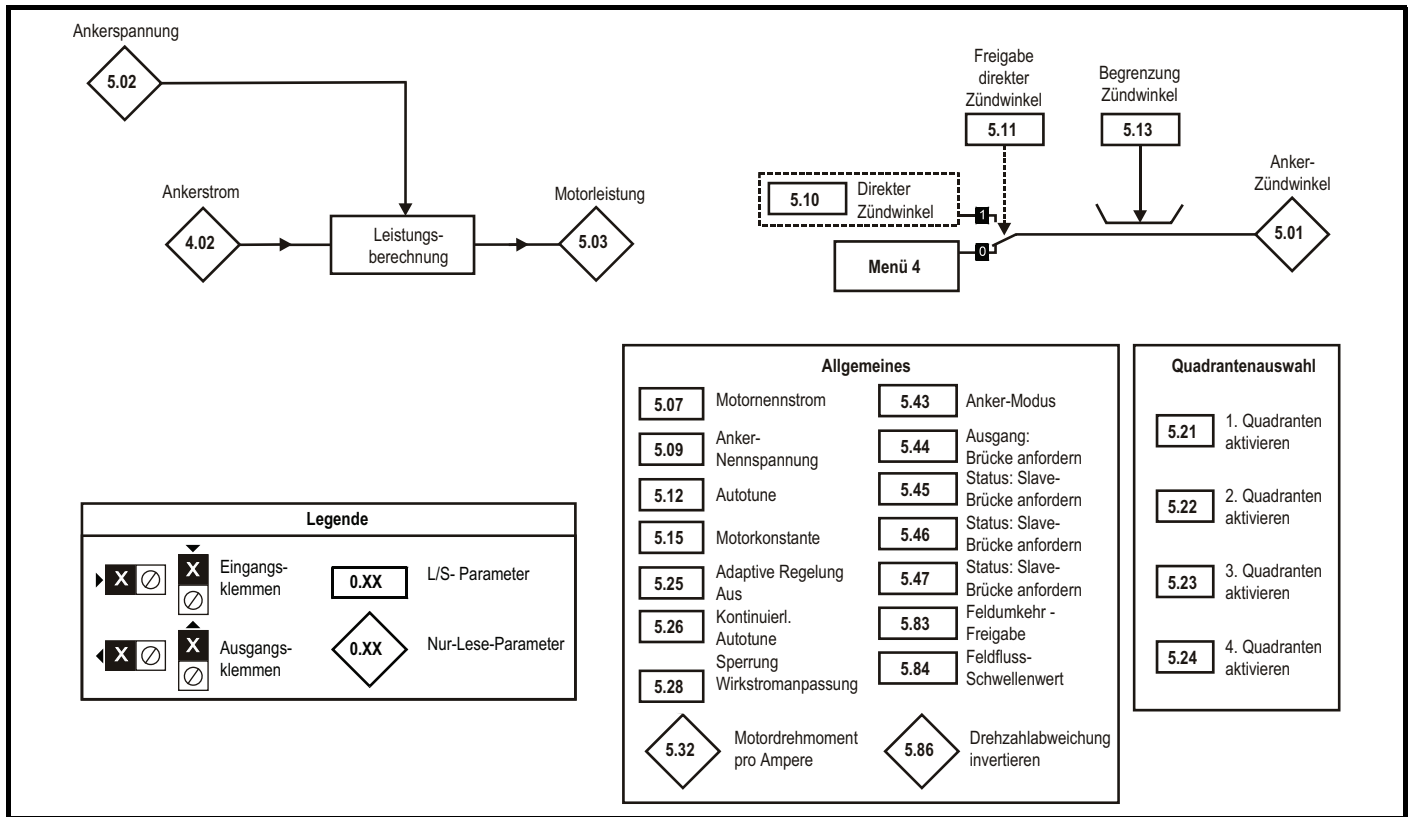 Ankerspannung
5.02
Ankerstrom
4.02
Leistungs-
berechnung
Motorleistung
5.03
Freigabe
direkter
Zündwinkel
5.11
Begrenzung
Zündwinkel
5.13
5.10
Direkter
Zündwinkel
1
0
Menü 4
Anker-
Zündwinkel
5.01
Legende
X
X
Eingangs-
klemmen
0.XX
L/S- Parameter
X
X
Ausgangs-
klemmen
0.XX
Nur-Lese-Parameter
Allgemeines
5.07
Motornennstrom
5.09
Anker-
Nennspannung
5.12
Autotune
5.15
Motorkonstante
5.25
Adaptive Regelung
Aus
5.26
Kontinuierl.
Autotune
5.28
Sperrung
Wirkstromanpassung
5.43
Anker-Modus
5.44
Ausgang:
Brücke anfordern
5.45
Status: Slave-
Brücke anfordern
5.46
Status: Slave-
Brücke anfordern
5.47
Status: Slave-
Brücke anfordern
5.83
Feldumkehr -
Freigabe
5.84
Feldfluss-
Schwellenwert
5.32
Motordrehmoment
pro Ampere
5.86
Drehzahlabweichung
invertieren
Quadrantenauswahl
5.21
1. Quadranten
aktivieren
5.22
2. Quadranten
aktivieren
5.23
3. Quadranten
aktivieren
5.24
4. Quadranten
aktivieren